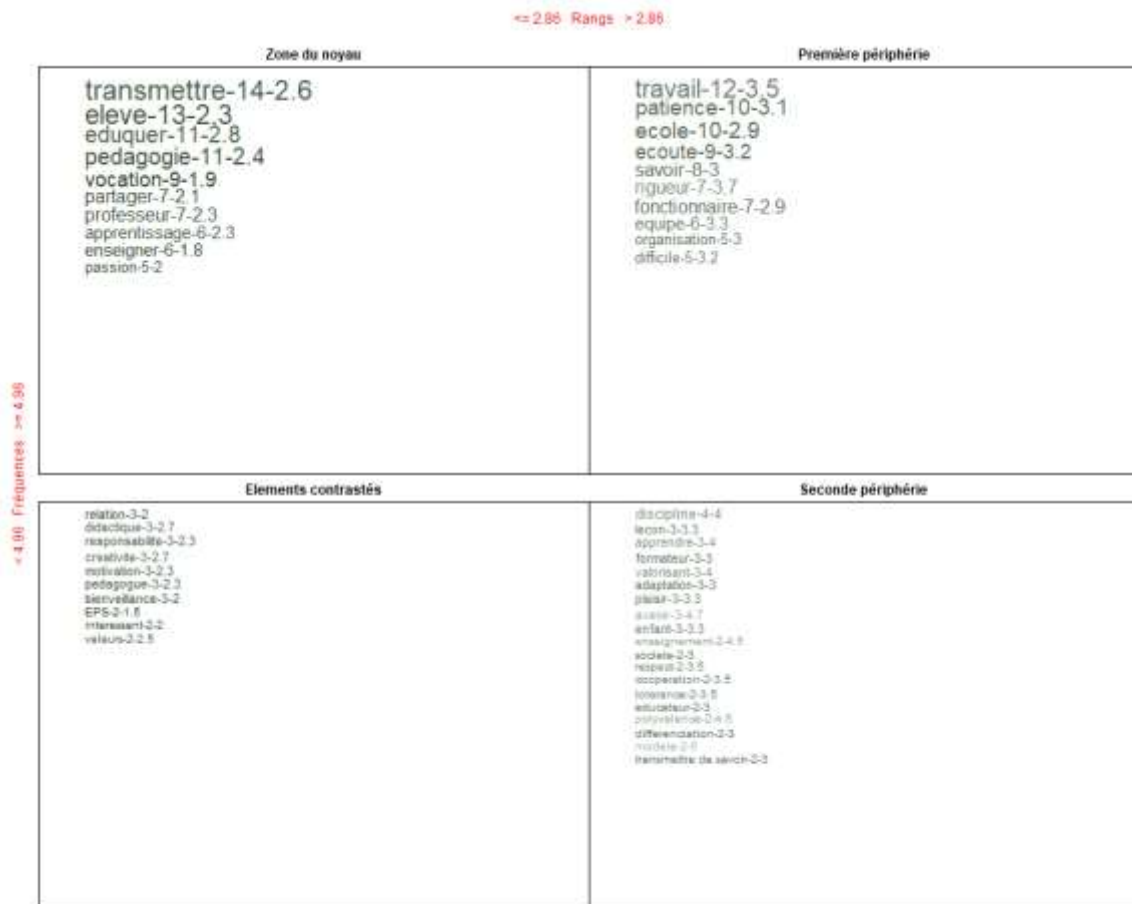 <= 2.86 Rangs > 2.86
Zone du noyau
transmettre-14-2.6
eleve-13-2.3
eduquer-11-2.8
pedagogie-11-2.4
vocation-9-1.9
partager-7-2.1
professeur-7-2.3
apprentissage-6-2.3
enseigner-6-1.8
passion-5-2
Première périphérie
travail-12-3.5
patience-10-3.1
ecole-10-2.9
ecoute-9-3.2
savoir-8-3
rigueur-7-3.7
fonctionnaire-7-2.9
equipe-6-3.3
organisation-5-3
difficile-5-3.2
< 4.96 Fréquences >= 4.96
Elements contrastés
relation-3-2
didactique-3-2.7
responsabilite-3-2.3
creativite-3-2.7
motivation-3-2.3
pedagogue-3-2.3
bienveillance-3-2
EPS-2-1.5
interessant-2-2
valeurs-2-2.5
Seconde périphérie
discipline-4-4
lecon-3-3.3
apprendre-3-4
formateur-3-3
valorisant-3-4
adaptation-3-3
plaisir-3-3.3
enfant-3-3.3
enseignement-2-4.5
societe-2-3
respect-2-3.5
cooperation-2-3.5
tolerance-2-3.5
educateur-2-3
polyvalence-2-4.5
differenciation-2-3
transmettre de savoir-2-3